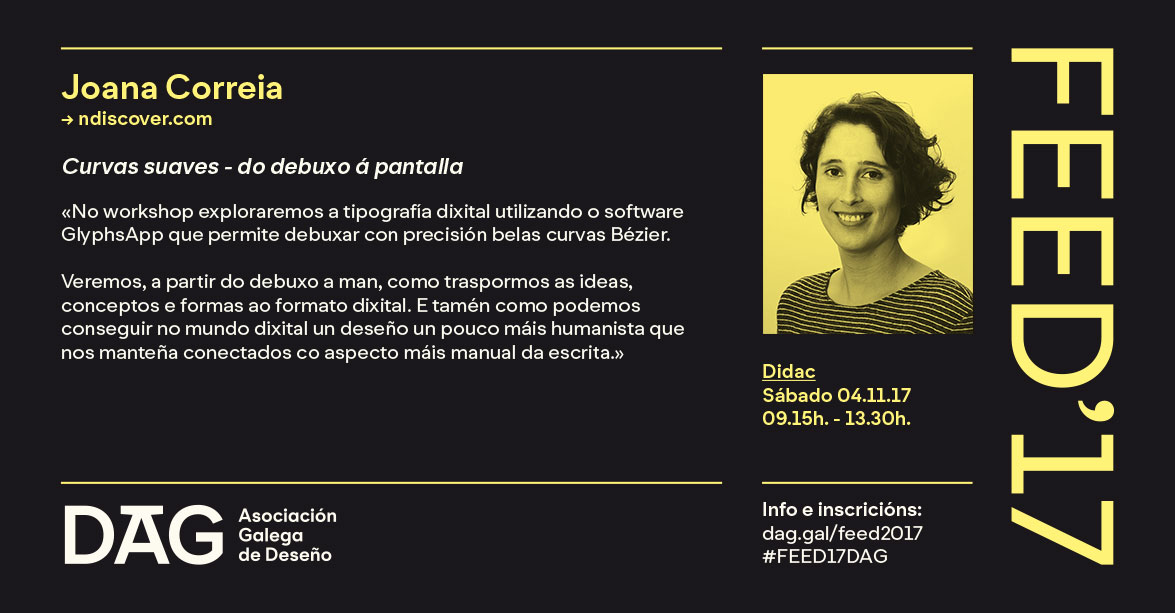 Joana Correia
→ ndiscover.com
Curvas suaves - do debuxo á pantalla
«No workshop exploraremos a tipografía dixital utilizando o software
GlyphsApp que permite debuxar con precisión belas curvas Bézier.
Veremos, a partir do debuxo a man, como traspormos as ideas,
conceptos e formas ao formato dixital. E tamén como podemos
conseguir no mundo dixital un deseño un pouco máis humanista que
nos manteña conectados co aspecto máis manual da escrita.»
Didac
Sábado 04.11.17
09.15h. - 13.30h.
DAG
Asociación
Galega
de Deseño
Info e inscricións:
dag.gal/feed2017
#FEED17DAG
FEED’17